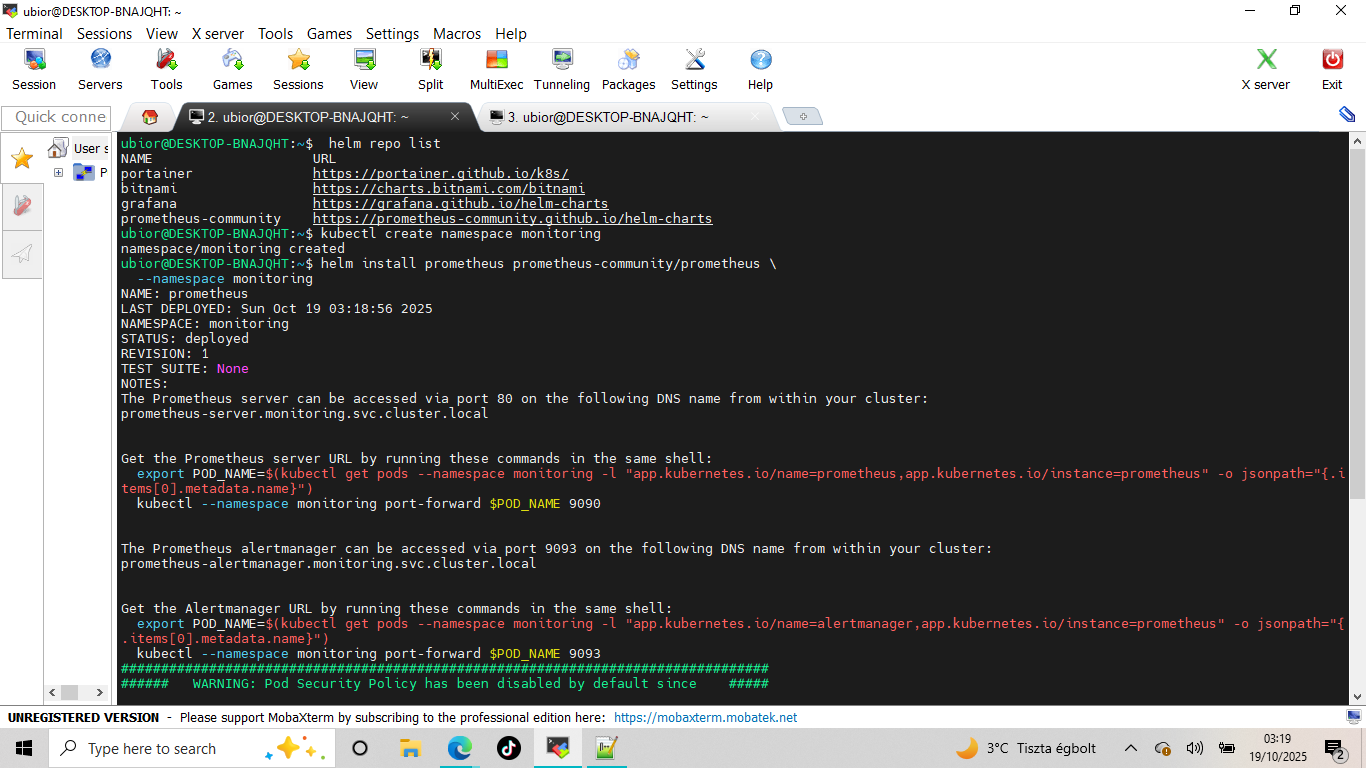 ubior@DESKTOP-BNAJQHT: ~
Terminal Sessions View X server Tools Games Settings Macros Help
Session Servers Tools Games Sessions View Split MultiExec Tunneling Packages Settings Help X server Exit
Quick conne
2. ubior@DESKTOP-BNAJQHT: ~
3. ubior@DESKTOP-BNAJQHT: ~
User s
P
ubior@DESKTOP-BNAJQHT:~$  helm repo list
NAME                    URL
portainer               https://portainer.github.io/k8s/
bitnami                 https://charts.bitnami.com/bitnami
grafana                 https://grafana.github.io/helm-charts
prometheus-community    https://prometheus-community.github.io/helm-charts
ubior@DESKTOP-BNAJQHT:~$ kubectl create namespace monitoring
namespace/monitoring created
ubior@DESKTOP-BNAJQHT:~$ helm install prometheus prometheus-community/prometheus \
  --namespace monitoring
NAME: prometheus
LAST DEPLOYED: Sun Oct 19 03:18:56 2025
NAMESPACE: monitoring
STATUS: deployed
REVISION: 1
TEST SUITE: None
NOTES:
The Prometheus server can be accessed via port 80 on the following DNS name from within your cluster:
prometheus-server.monitoring.svc.cluster.local
Get the Prometheus server URL by running these commands in the same shell:
  export POD_NAME=$(kubectl get pods --namespace monitoring -l "app.kubernetes.io/name=prometheus,app.kubernetes.io/instance=prometheus" -o jsonpath="{.i
tems[0].metadata.name}")
  kubectl --namespace monitoring port-forward $POD_NAME 9090
The Prometheus alertmanager can be accessed via port 9093 on the following DNS name from within your cluster:
prometheus-alertmanager.monitoring.svc.cluster.local
Get the Alertmanager URL by running these commands in the same shell:
  export POD_NAME=$(kubectl get pods --namespace monitoring -l "app.kubernetes.io/name=alertmanager,app.kubernetes.io/instance=prometheus" -o jsonpath="{
.items[0].metadata.name}")
  kubectl --namespace monitoring port-forward $POD_NAME 9093
#################################################################################
######   WARNING: Pod Security Policy has been disabled by default since    #####
UNREGISTERED VERSION - Please support MobaXterm by subscribing to the professional edition here: https://mobaxterm.mobatek.net
Type here to search
3°C Tiszta égbolt
03:19
19/10/2025
2